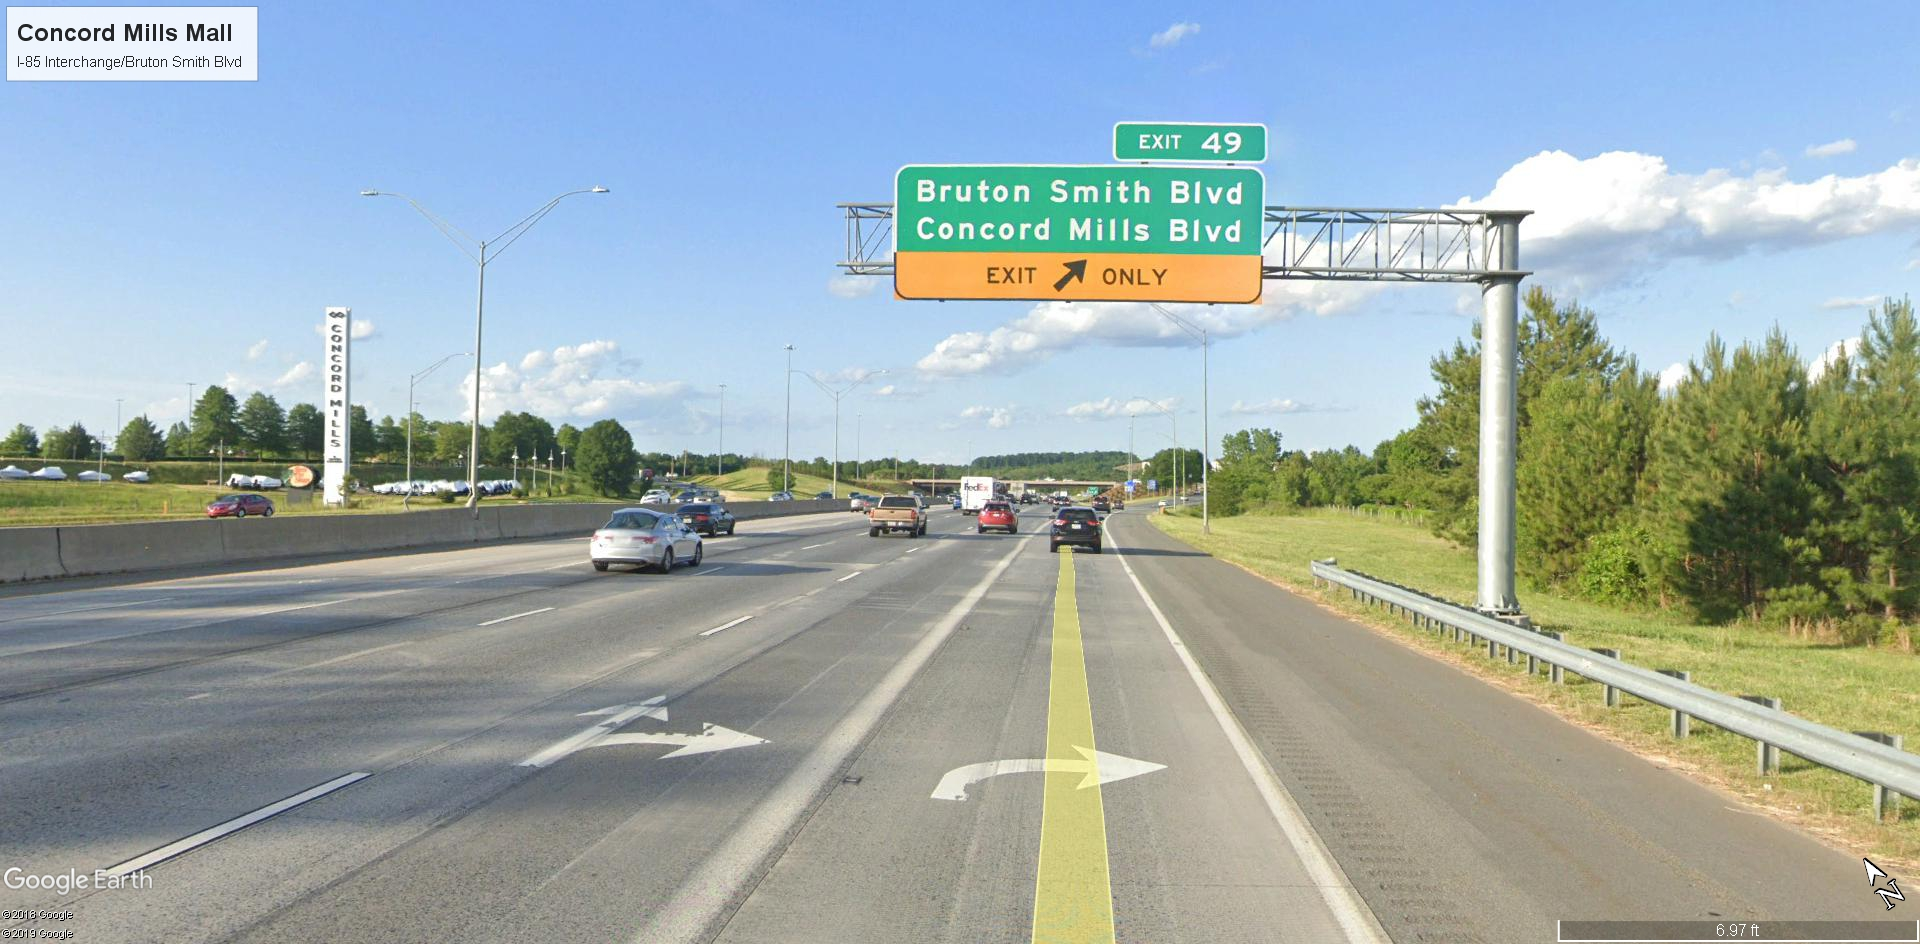 Concord Mills Mall
I-85 Interchange/Bruton Smith Blvd
EXIT 49
Bruton Smith Blvd
Concord Mills Blvd
EXIT ONLY
CONCORD MILLS
FedEx
Google Earth
©2018 Google
©2019 Google
N
6.97 ft